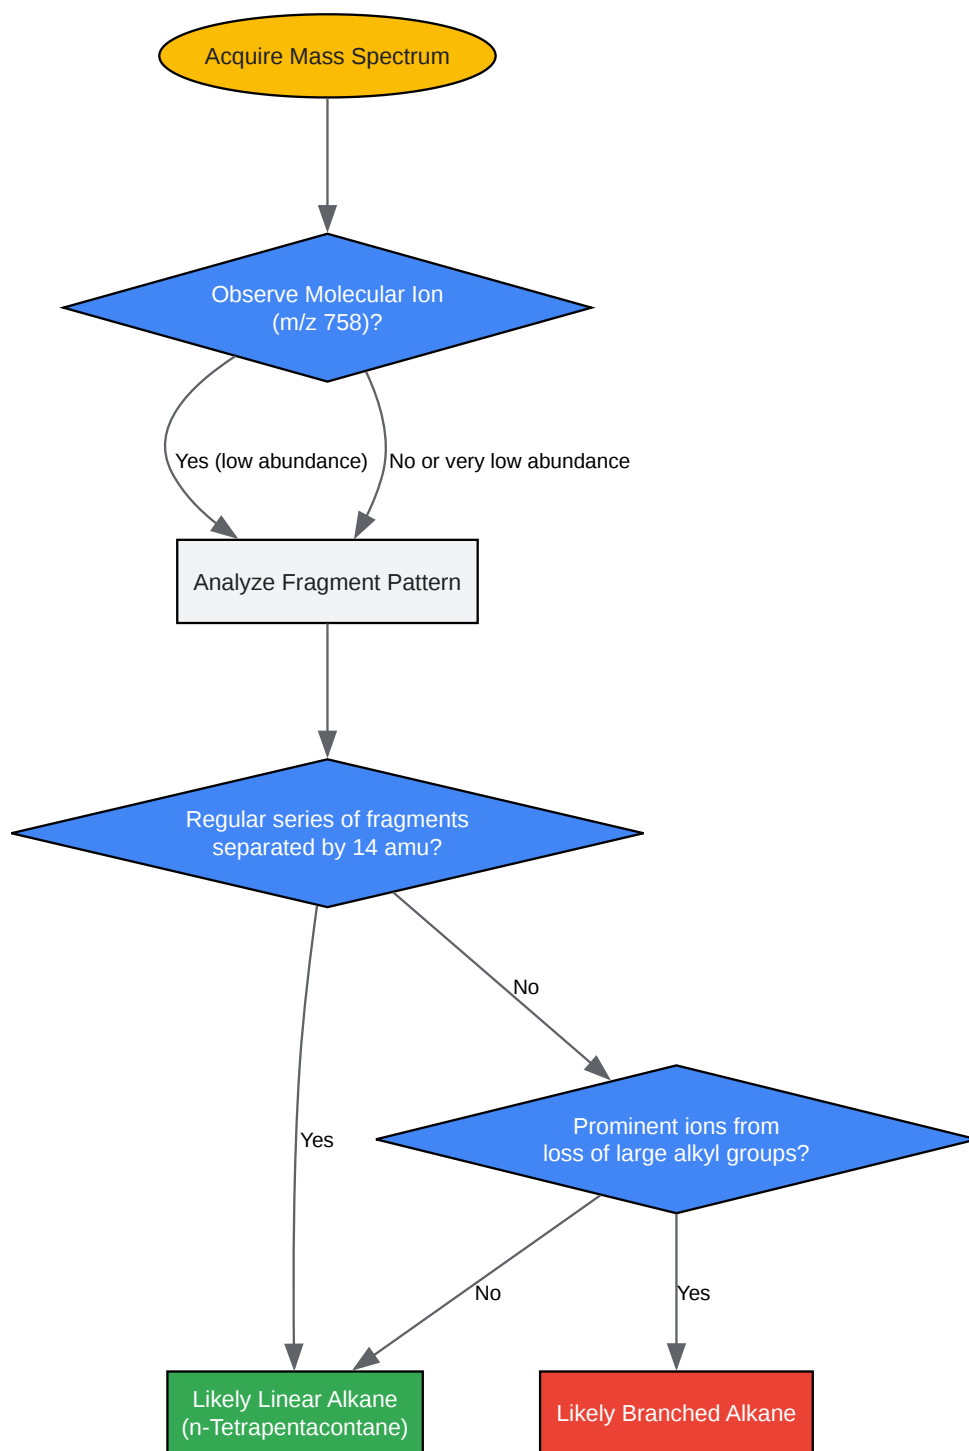 Acquire Mass Spectrum
Observe Molecular Ion
(m/z 758)?
Yes (low abundance)
No or very low abundance
Analyze Fragment Pattern
Regular series of fragments
separated by 14 amu?
No
Prominent ions from
loss of large alkyl groups?
Yes
No
Yes
Likely Linear Alkane
(n-Tetrapentacontane)
Likely Branched Alkane